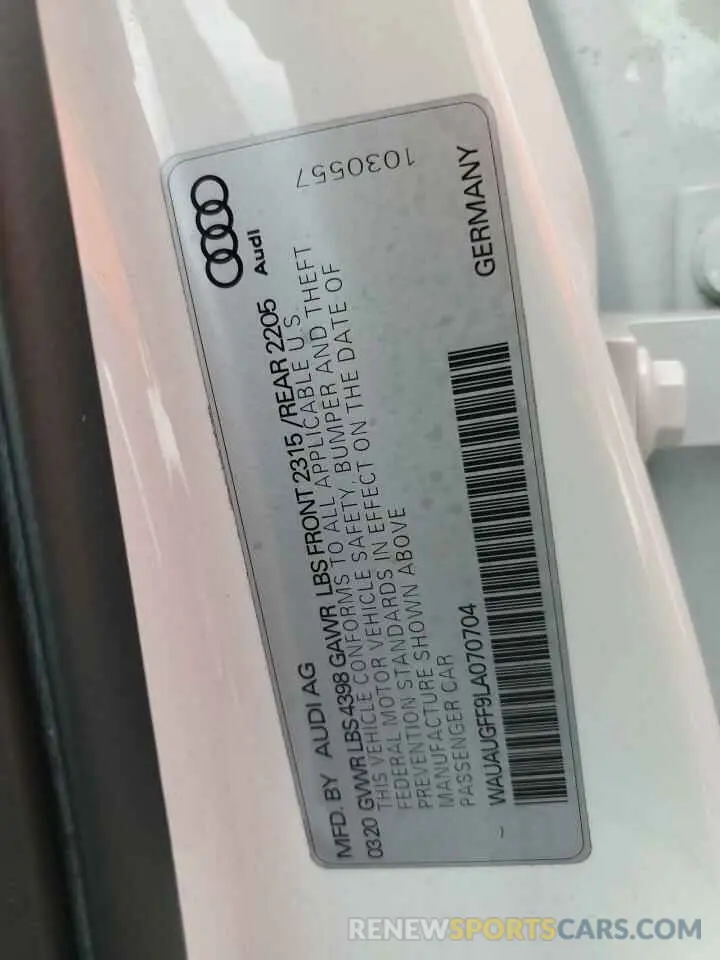 MFD. BY AUDI AG
Audi
1030557
0320 GVWR LBS 4398 GAWR LBS FRONT 2315 /REAR 2205
THIS VEHICLE CONFORMS TO ALL APPLICABLE U.S.
FEDERAL MOTOR VEHICLE SAFETY, BUMPER AND THEFT
PREVENTION STANDARDS IN EFFECT ON THE DATE OF
MANUFACTURE SHOWN ABOVE
PASSENGER CAR
WAUAUGFF9LA070704
GERMANY
RENEWSPORTSCARS.COM